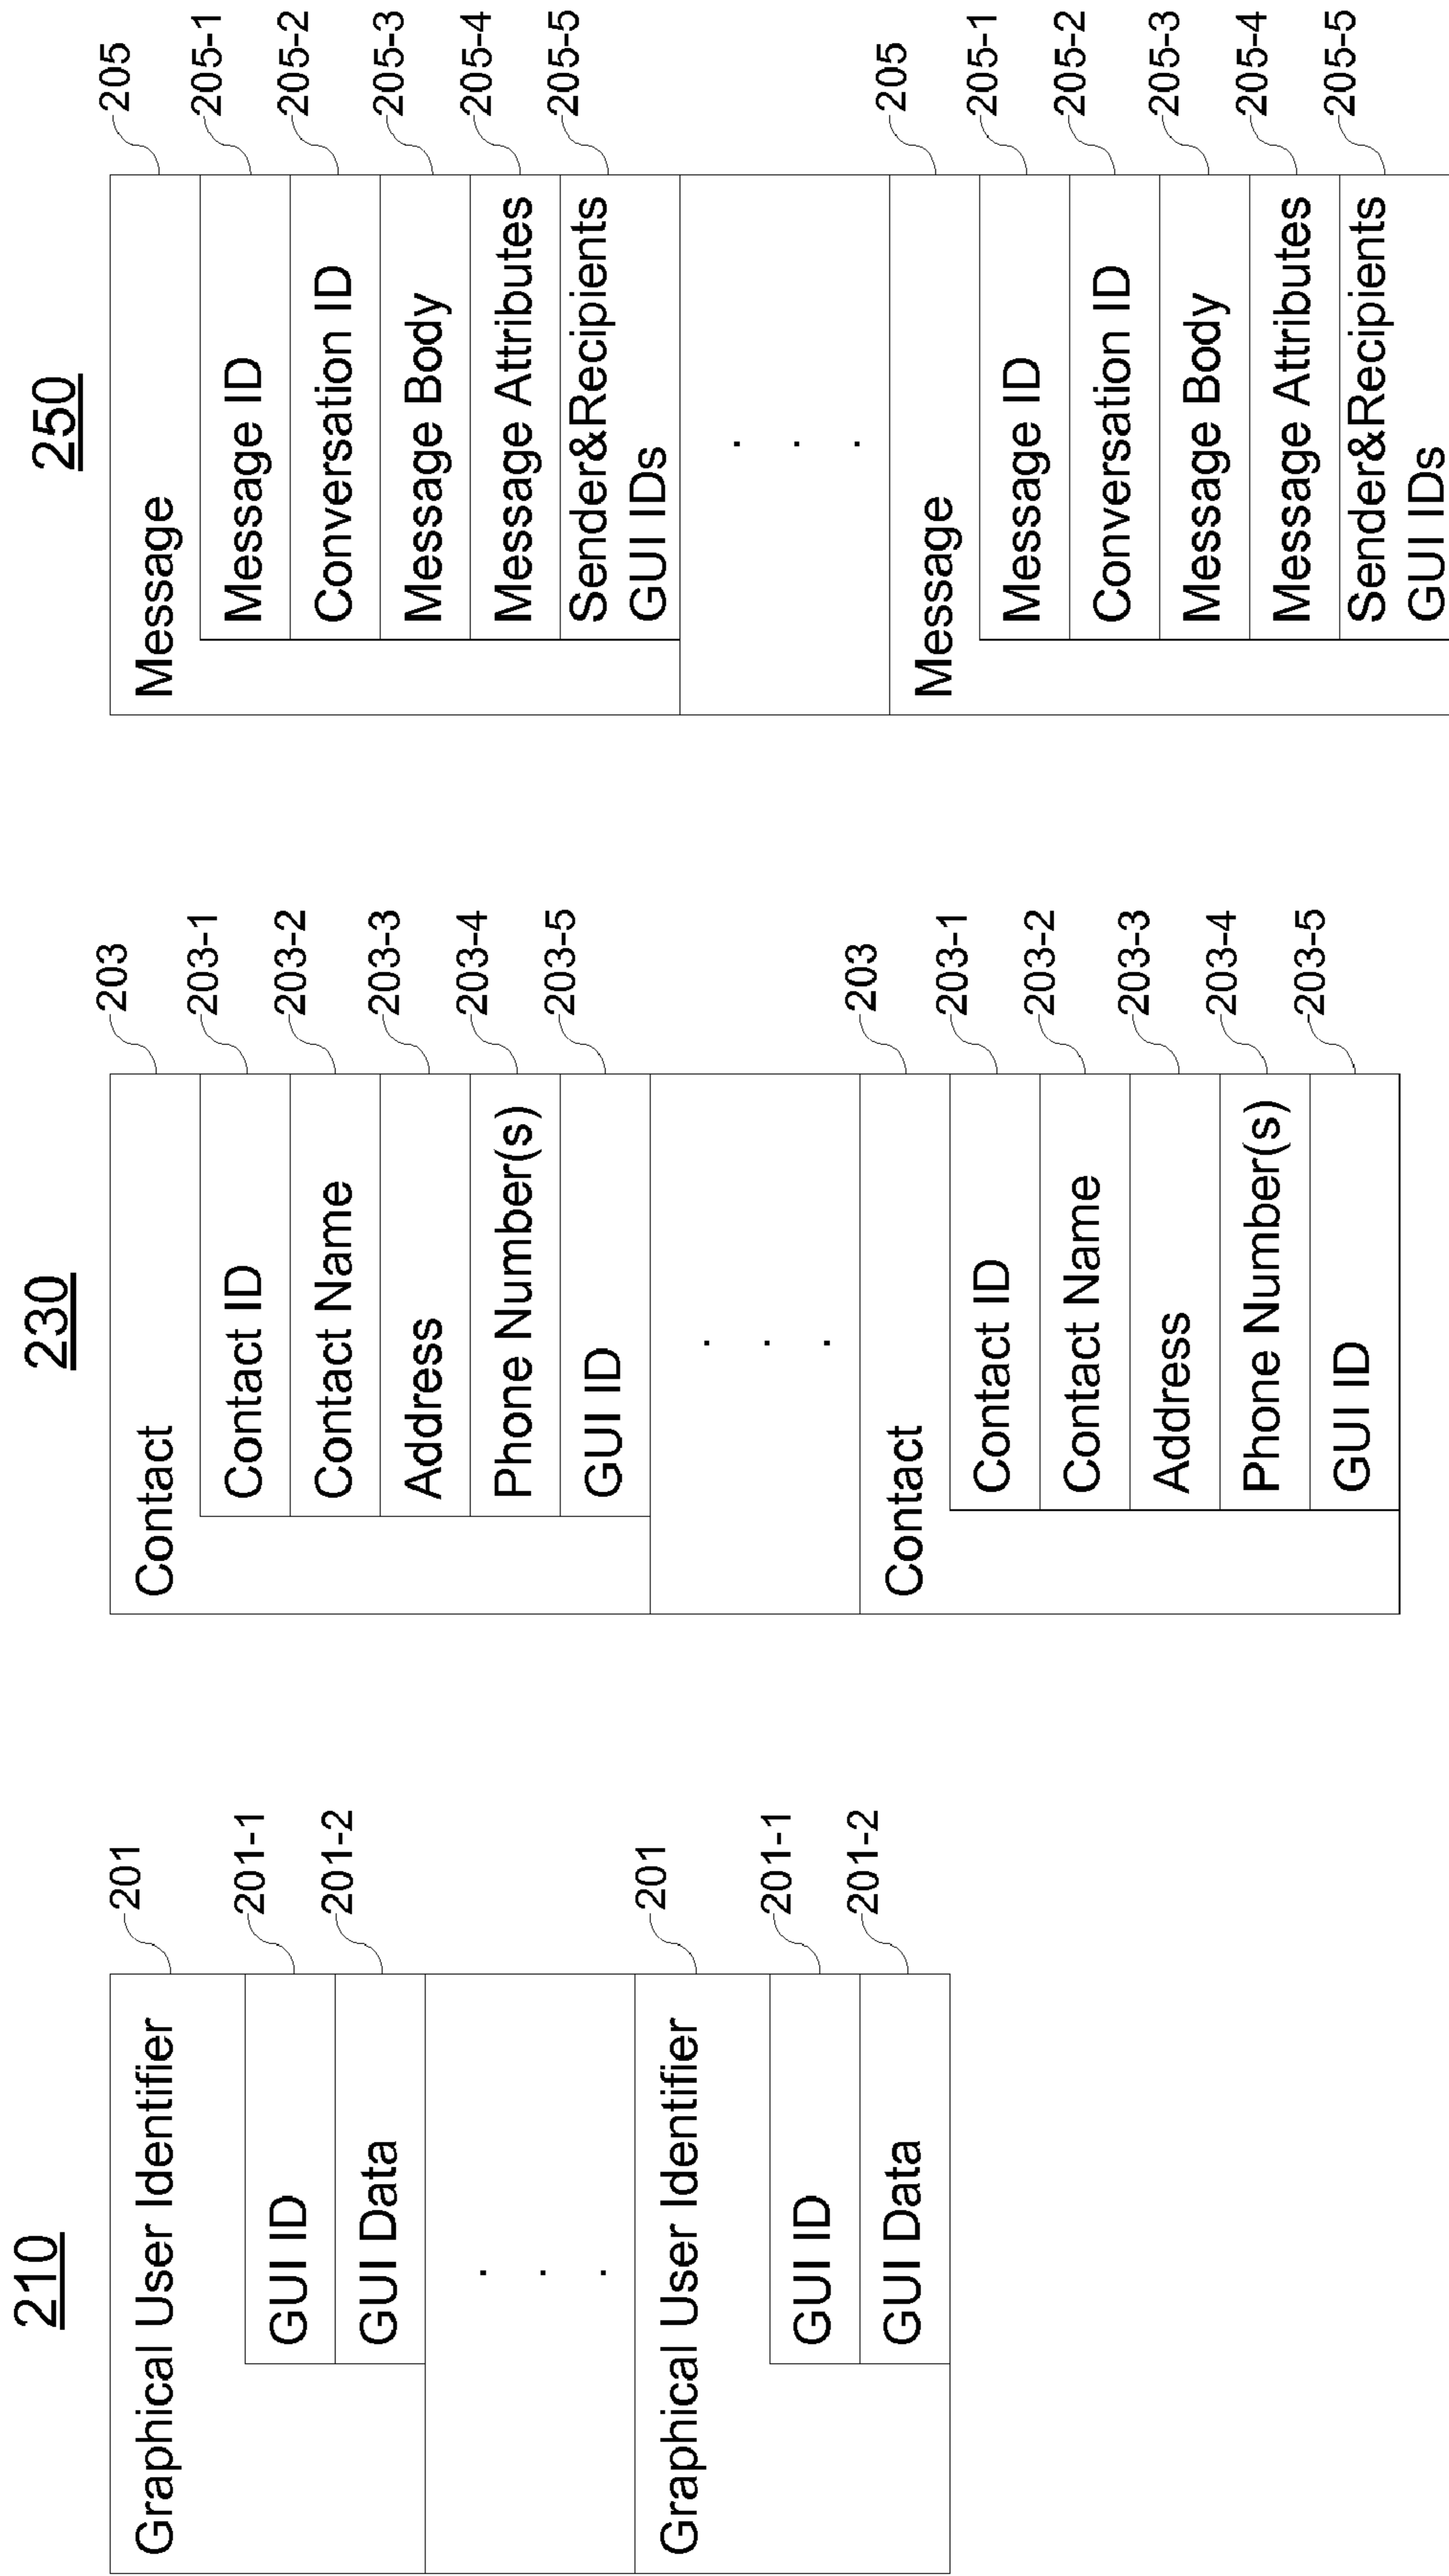 210
Graphical User Identifier
201
GUI ID
201-1
GUI Data
201-2
. . .
Graphical User Identifier
201
GUI ID
201-1
GUI Data
201-2
230
Contact
203
Contact ID
203-1
Contact Name
203-2
Address
203-3
Phone Number(s)
203-4
GUI ID
203-5
. . .
Contact
203
Contact ID
203-1
Contact Name
203-2
Address
203-3
Phone Number(s)
203-4
GUI ID
203-5
250
Message
205
Message ID
205-1
Conversation ID
205-2
Message Body
205-3
Message Attributes
205-4
Sender&Recipients
GUI IDs
205-5
. . .
Message
205
Message ID
205-1
Conversation ID
205-2
Message Body
205-3
Message Attributes
205-4
Sender&Recipients
GUI IDs
205-5